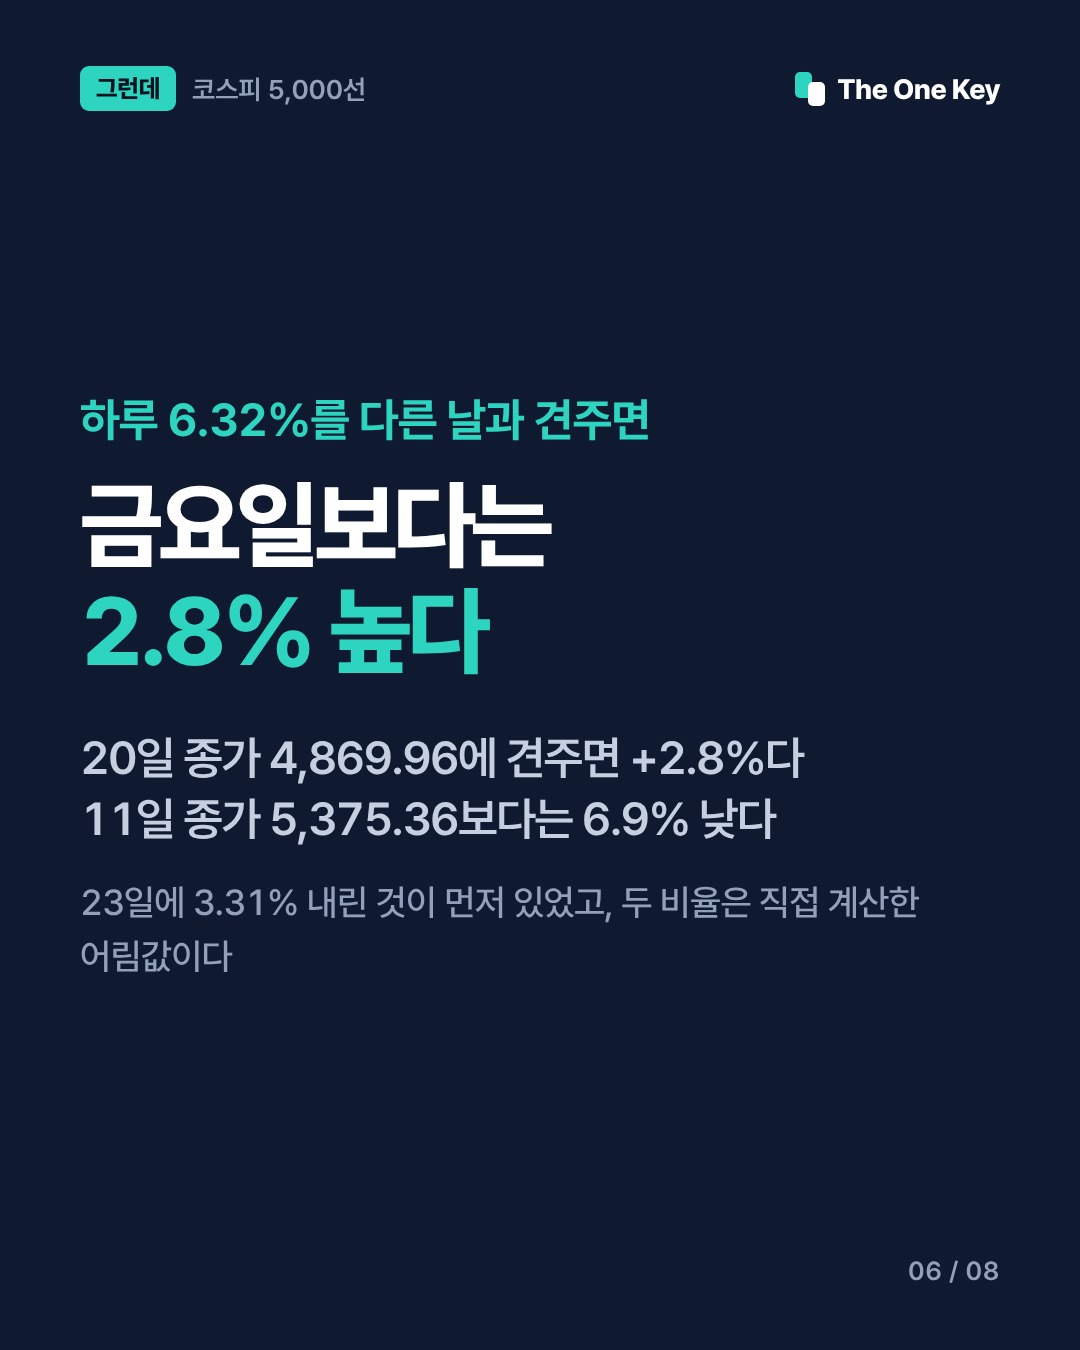 그런데 코스피 5,000선
The One Key
하루 6.32%를 다른 날과 견주면
금요일보다는
2.8% 높다
20일 종가 4,869.96에 견주면 +2.8%다
11일 종가 5,375.36보다는 6.9% 낮다
23일에 3.31% 내린 것이 먼저 있었고, 두 비율은 직접 계산한
어림값이다
06 / 08